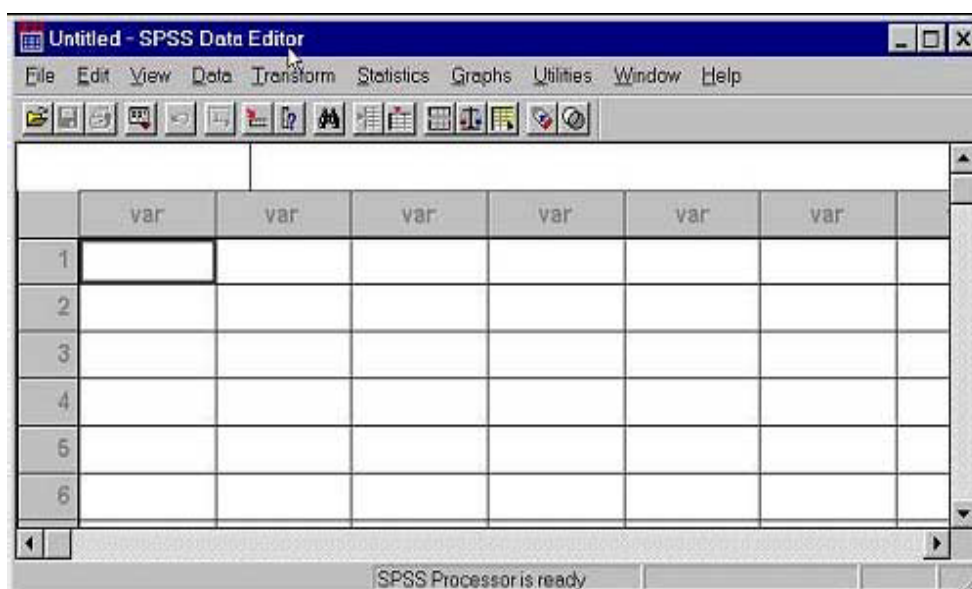 Untitled - SPSS Data Editor
File Edit View Data Transform Statistics Graphs Utilities Window Help
var var var var var var
1
2
3
4
5
6
SPSS Processor is ready